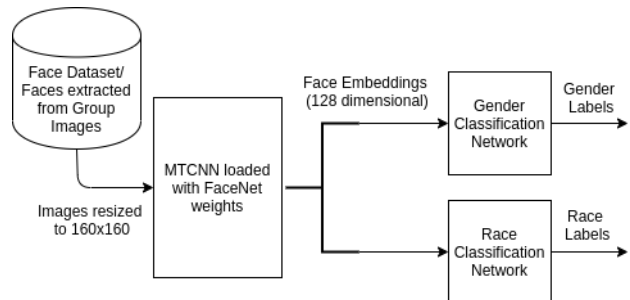 Face Dataset/
Faces extracted
from Group
Images
Images resized
to 160x160
MTCNN loaded
with FaceNet
weights
Face Embeddings
(128 dimensional)
Gender
Classification
Network
Gender
Labels
Race
Classification
Network
Race
Labels